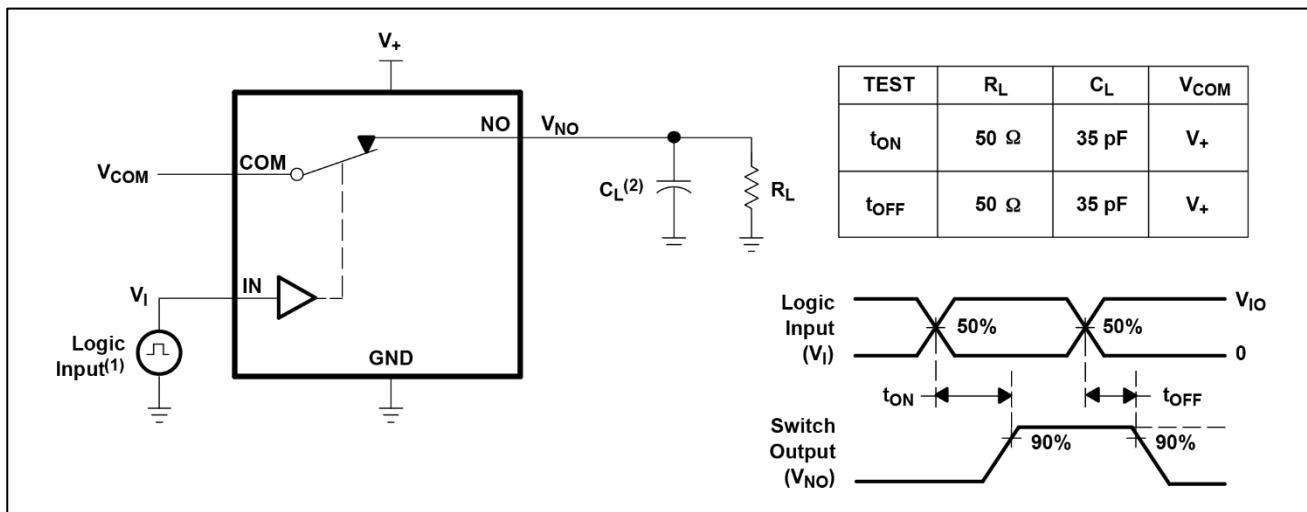 V+
NO
VNO
COM
VCOM
CL(2)
RL
VI
IN
Logic
Input(1)
GND
TEST RL CL VCOM
tON 50 Ω 35 pF V+
tOFF 50 Ω 35 pF V+
Logic
Input
(VI)
50%
50%
VIO
0
tON
tOFF
Switch
Output
(VNO)
90%
90%